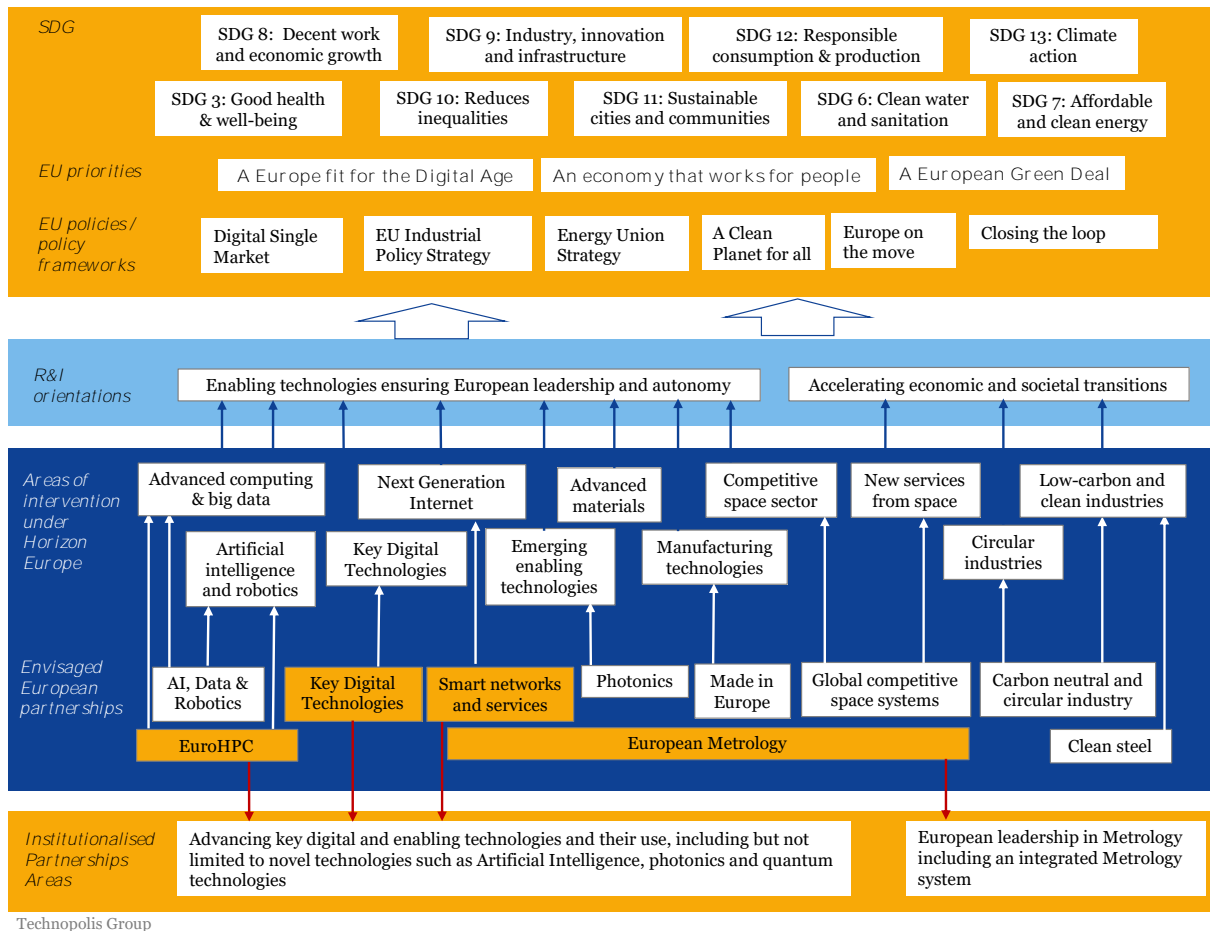 SDG
SDG 8: Decent work
and economic growth
SDG 9: Industry, innovation
and infrastructure
SDG 12: Responsible
consumption & production
SDG 13: Climate
action
SDG 3: Good health
& well-being
SDG 10: Reduces
inequalities
SDG 11: Sustainable
cities and communities
SDG 6: Clean water
and sanitation
SDG 7: Affordable
and clean energy
EU priorities
A Europe fit for the Digital Age
An economy that works for people
A European Green Deal
EU policies/
policy
frameworks
Digital Single
Market
EU Industrial
Policy Strategy
Energy Union
Strategy
A Clean
Planet for all
Europe on
the move
Closing the loop
R&I
orientations
Enabling technologies ensuring European leadership and autonomy
Accelerating economic and societal transitions
Areas of
intervention
under
Horizon
Europe
Advanced computing
& big data
Next Generation
Internet
Advanced
materials
Competitive
space sector
New services
from space
Low-carbon and
clean industries
Artificial
intelligence
and robotics
Key Digital
Technologies
Emerging
enabling
technologies
Manufacturing
technologies
Circular
industries
Envisaged
European
partnerships
AI, Data &
Robotics
Key Digital
Technologies
Smart networks
and services
Photonics
Made in
Europe
Global competitive
space systems
Carbon neutral and
circular industry
EuroHPC
European Metrology
Clean steel
Institutionalised
Partnerships
Areas
Advancing key digital and enabling technologies and their use, including but not
limited to novel technologies such as Artificial Intelligence, photonics and quantum
technologies
European leadership in Metrology
including an integrated Metrology
system
Technopolis Group